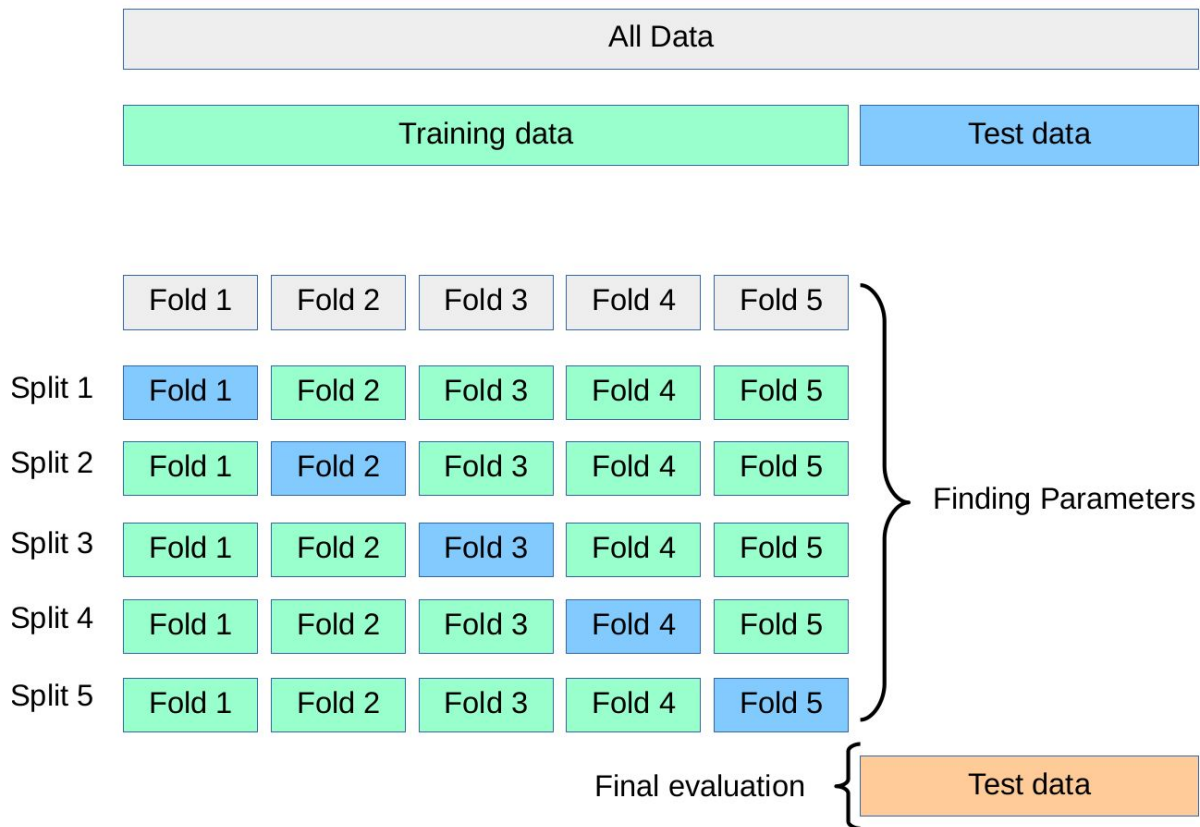 All Data
Training data Test data
Fold 1 Fold 2 Fold 3 Fold 4 Fold 5
Split 1 Fold 1 Fold 2 Fold 3 Fold 4 Fold 5
Split 2 Fold 1 Fold 2 Fold 3 Fold 4 Fold 5
Finding Parameters
Split 3 Fold 1 Fold 2 Fold 3 Fold 4 Fold 5
Split 4 Fold 1 Fold 2 Fold 3 Fold 4 Fold 5
Split 5 Fold 1 Fold 2 Fold 3 Fold 4 Fold 5
Final evaluation Test data